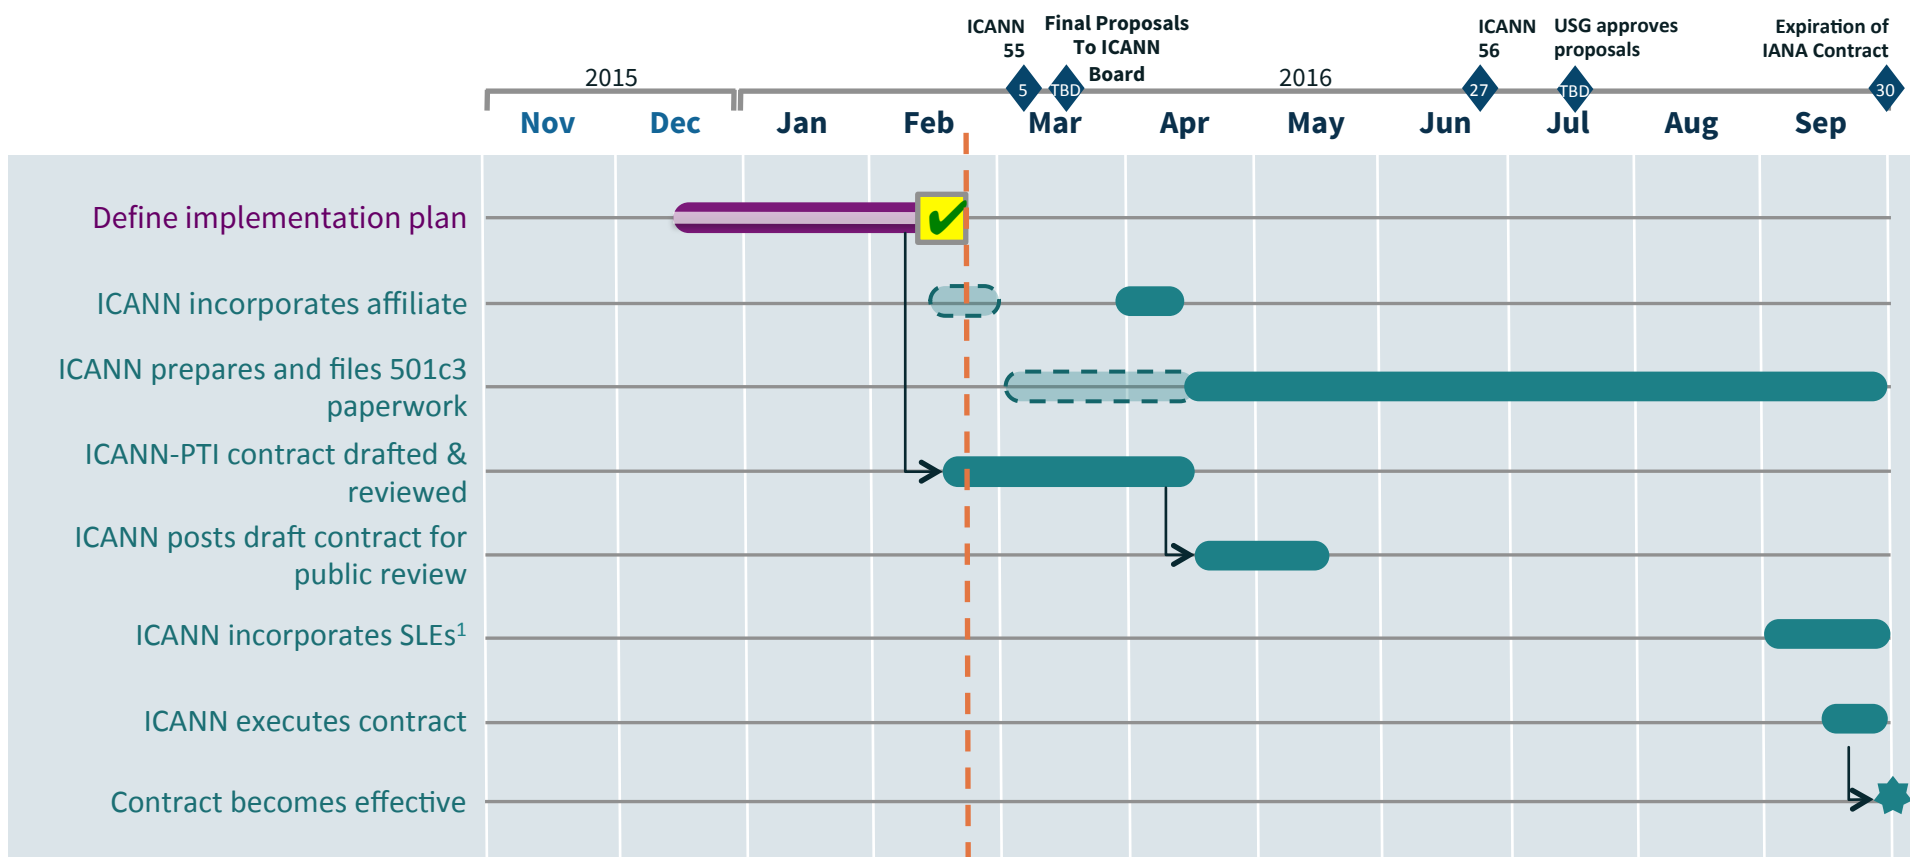 ICANN
55
Final Proposals
To ICANN
Board
ICANN
56
USG approves
proposals
Expiration of
IANA Contract
2015
2016
5
TBD
27
TBD
30
Nov
Dec
Jan
Feb
Mar
Apr
May
Jun
Jul
Aug
Sep
Define implementation plan
ICANN incorporates affiliate
ICANN prepares and files 501c3
paperwork
ICANN-PTI contract drafted &
reviewed
ICANN posts draft contract for
public review
ICANN incorporates SLEs¹
ICANN executes contract
Contract becomes effective